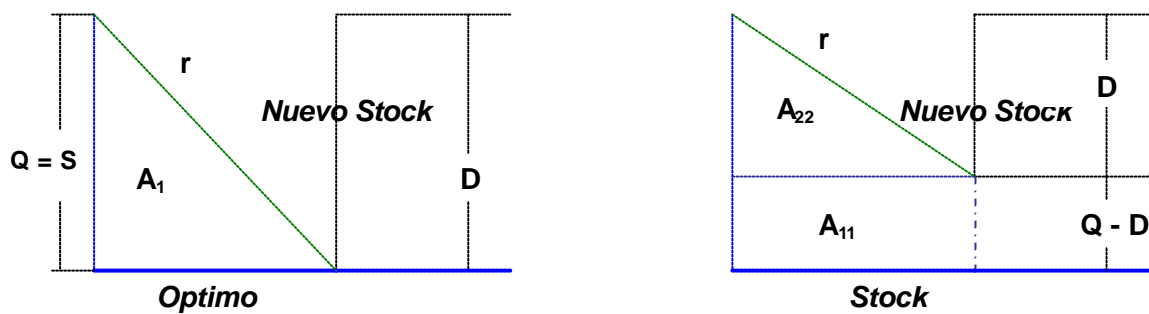 r
Nuevo Stock
Q = S
A₁
D
Optimo
r
Nuevo Stock
A₂₂
D
A₁₁
Q - D
Stock